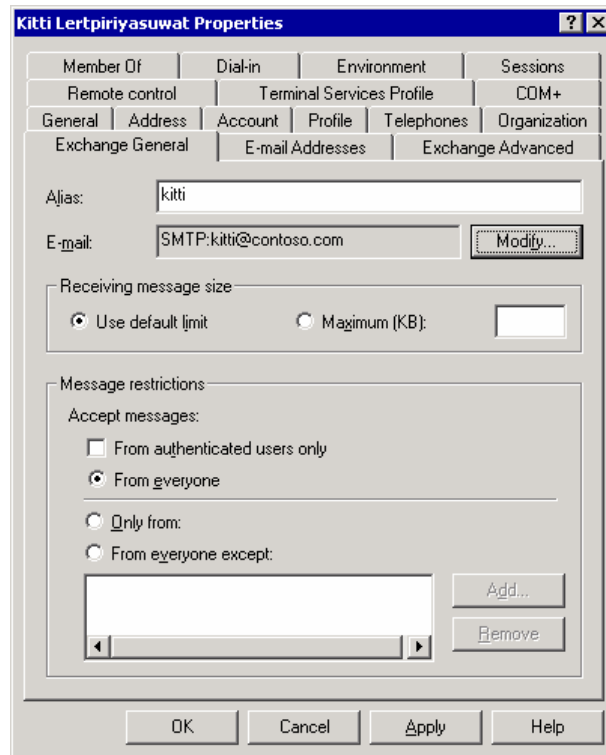 Kitti Lertpiriyasuwat Properties
Member Of Dial-in Environment Sessions
Remote control Terminal Services Profile COM+
General Address Account Profile Telephones Organization
Exchange General E-mail Addresses Exchange Advanced
Alias: kitti
E-mail: SMTP:kitti@contoso.com Modify...
Receiving message size
Use default limit Maximum (KB):
Message restrictions
Accept messages:
From authenticated users only
From everyone
Only from:
From everyone except:
Add...
Remove
OK Cancel Apply Help